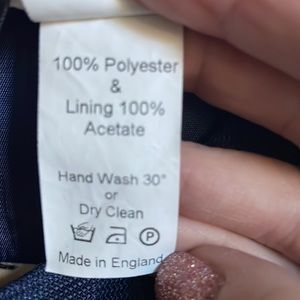 100% Polyester
&
Lining 100%
Acetate
Hand Wash 30°
or
Dry Clean
P
Made in England